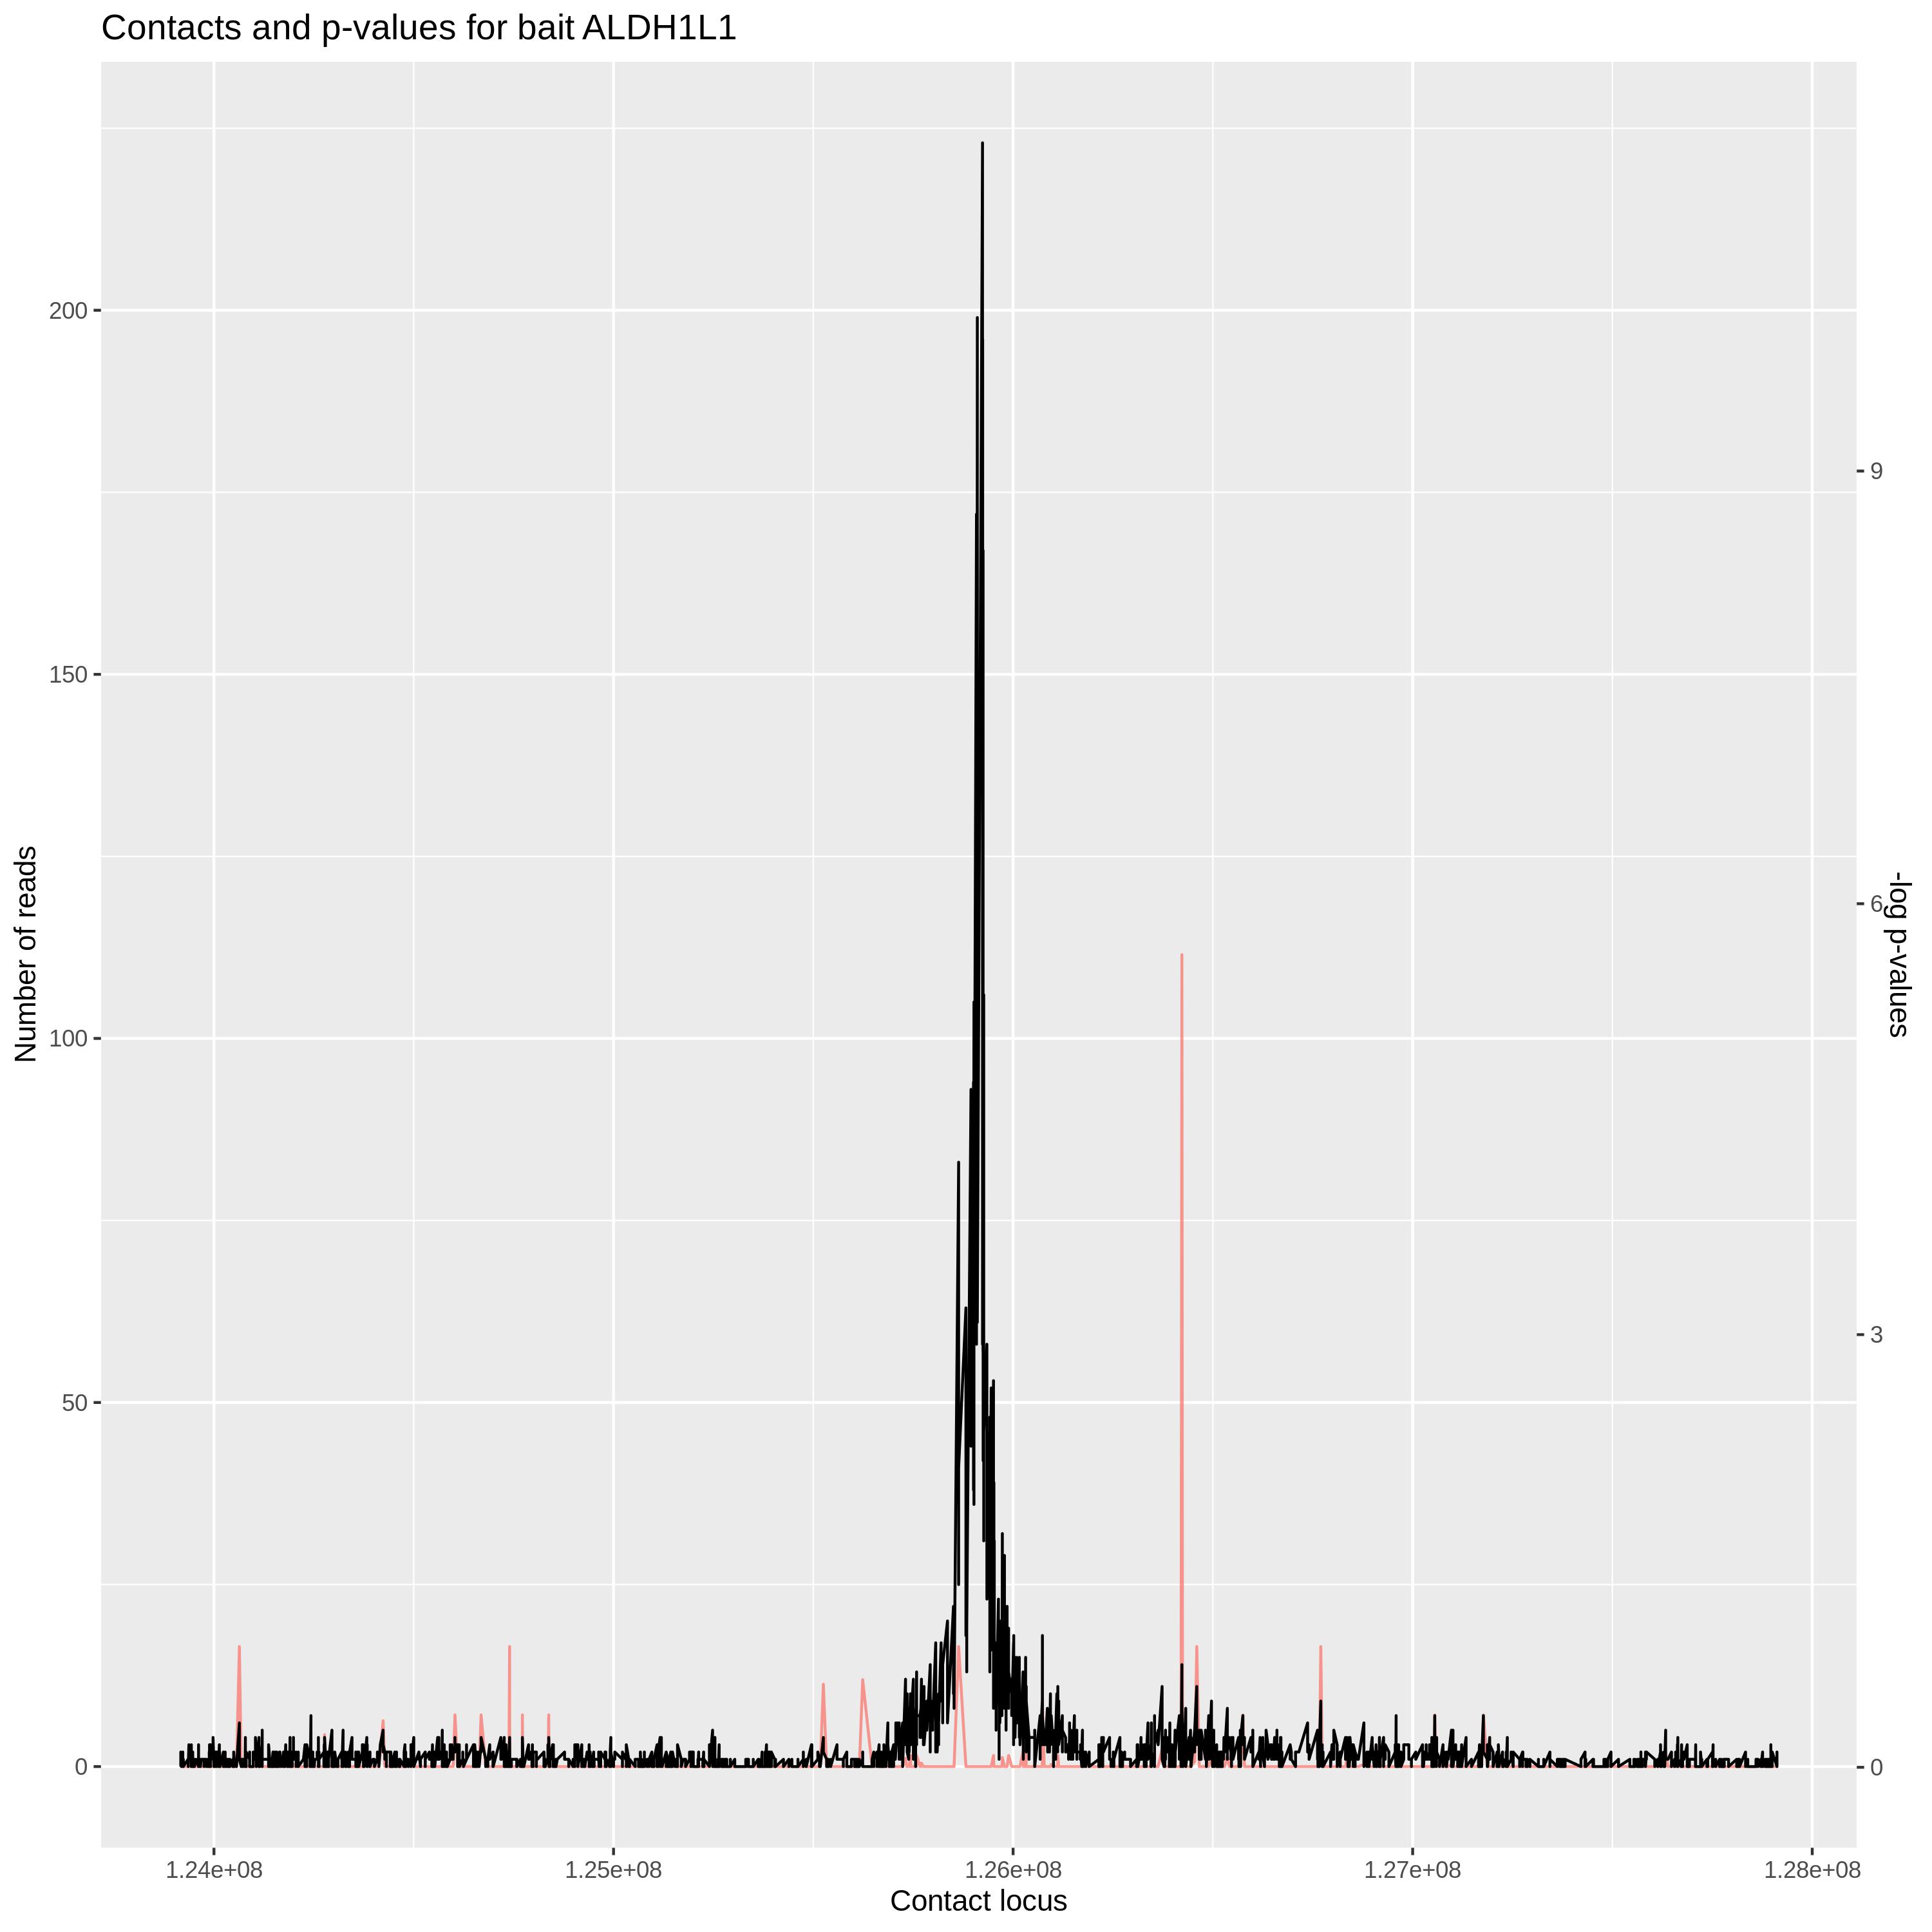 Contacts and p-values for bait ALDH1L1
Number of reads
200
150
100
50
0
9
6
3
0
-log p-values
1.24e+08 1.25e+08 1.26e+08 1.27e+08 1.28e+08
Contact locus